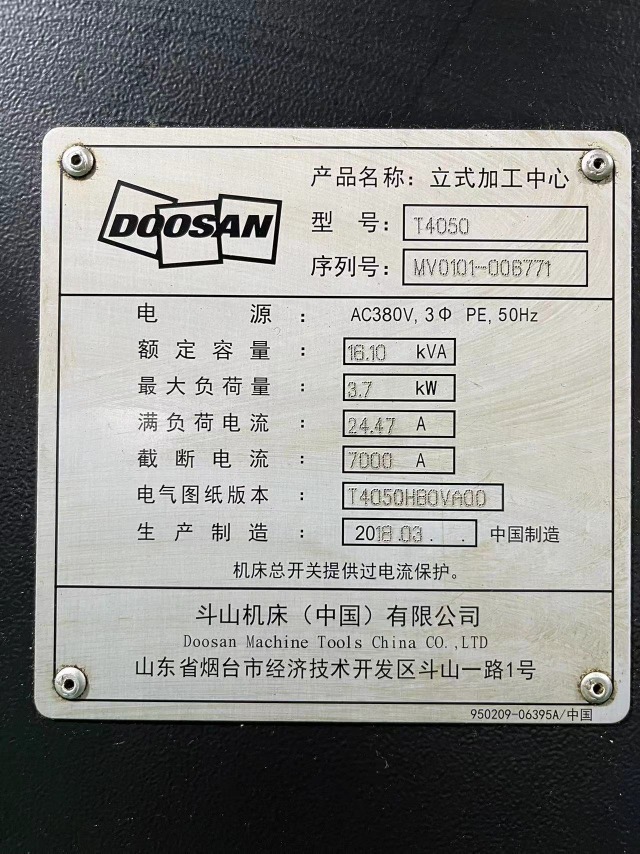 DOOSAN
产品名称：立式加工中心
型 号：T4050
序列号：MV0101-006771
电 源：AC380V, 3Φ PE, 50Hz
额定容量：16.10 kVA
最大负荷量：3.7 kW
满负荷电流：24.47 A
截断电流：7000 A
电气图纸版本：T4050HB0VA00
生产制造：2018.03. . 中国制造
机床总开关提供过电流保护。
斗山机床（中国）有限公司
Doosan Machine Tools China CO.,LTD
山东省烟台市经济技术开发区斗山一路1号
950209-06395A/中国